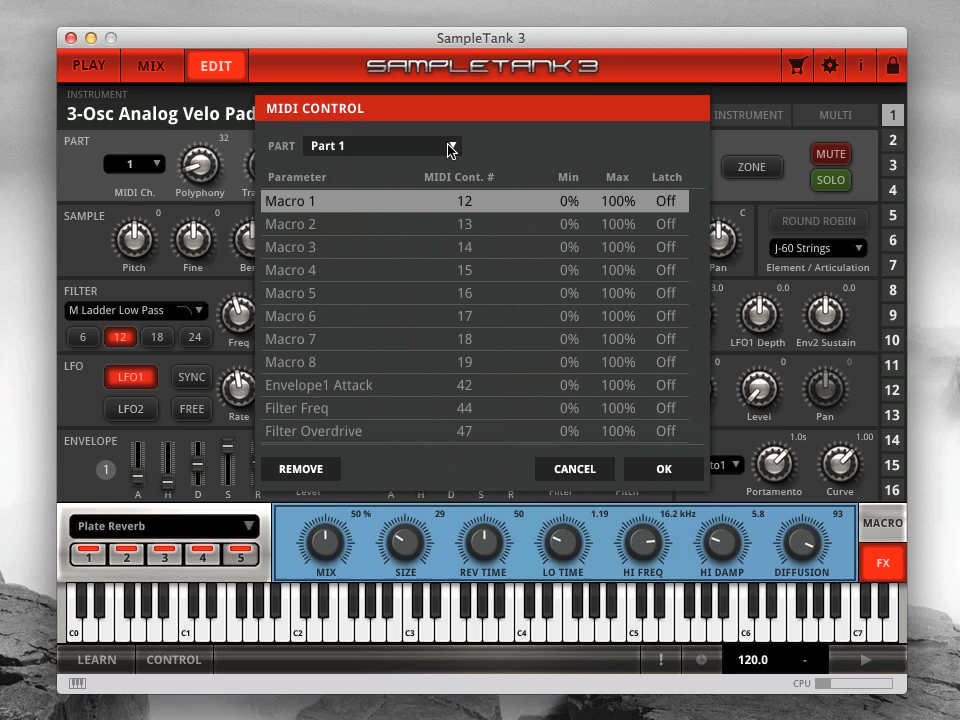 SampleTank 3
PLAY MIX EDIT SAMPLETANK 3 i
INSTRUMENT
3-Osc Analog Velo Pad
MIDI CONTROL
INSTRUMENT MULTI 1
PART 32
1
MIDI Ch. Polyphony
PART Part 1
Parameter MIDI Cont. # Min Max Latch
Macro 1 12 0% 100% Off
Macro 2 13 0% 100% Off
Macro 3 14 0% 100% Off
Macro 4 15 0% 100% Off
Macro 5 16 0% 100% Off
Macro 6 17 0% 100% Off
Macro 7 18 0% 100% Off
Macro 8 19 0% 100% Off
Envelope1 Attack 42 0% 100% Off
Filter Freq 44 0% 100% Off
Filter Overdrive 47 0% 100% Off
REMOVE CANCEL OK
ZONE MUTE
SOLO
2
3
4
SAMPLE 0 0
Pitch Fine
C
Pan
ROUND ROBIN
J-60 Strings
Element / Articulation
5
6
7
FILTER
M Ladder Low Pass
6 12 18 24
Freq
3.0 0.0 0.0
LFO1 Depth Env2 Sustain
8
9
10
LFO
LFO1 SYNC
LFO2 FREE
Rate
0 0
Level Pan
11
12
13
ENVELOPE
1
A H D S R Level A H D S R Filter Pitch
1.0s 1.00
Portamento Curve
14
15
16
Plate Reverb
1 2 3 4 5
50 % 29 50 1.19 16.2 kHz 5.8 93
MIX SIZE REV TIME LO TIME HI FREQ HI DAMP DIFFUSION
MACRO
FX
C0 C1 C2 C3 C4 C5 C6 C7
LEARN CONTROL ! 120.0 -
CPU